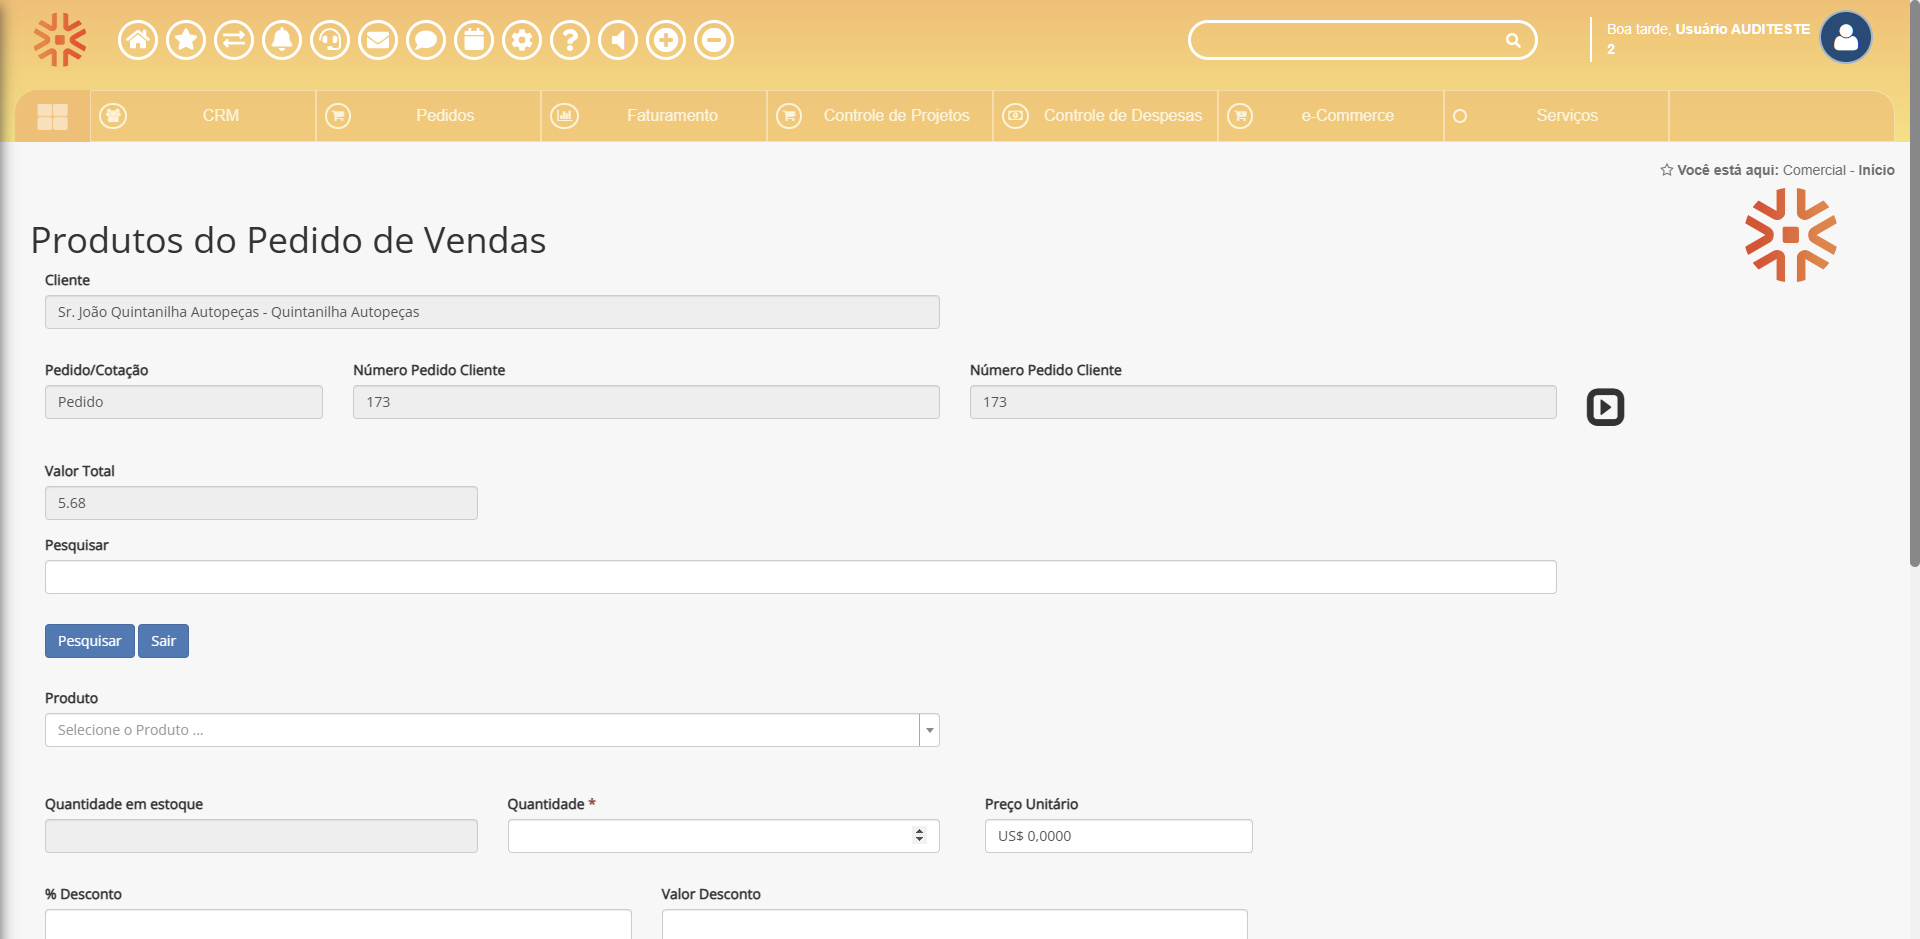 Boa tarde, Usuário AUDITESTE
2
CRM
Pedidos
Faturamento
Controle de Projetos
Controle de Despesas
e-Commerce
Serviços
Você está aqui: Comercial - Início
Produtos do Pedido de Vendas
Cliente
Sr. João Quintanilha Autopeças - Quintanilha Autopeças
Pedido/Cotação
Número Pedido Cliente
Número Pedido Cliente
Pedido
173
173
Valor Total
5.68
Pesquisar
Pesquisar
Sair
Produto
Selecione o Produto ...
Quantidade em estoque
Quantidade *
Preço Unitário
US$ 0,0000
% Desconto
Valor Desconto